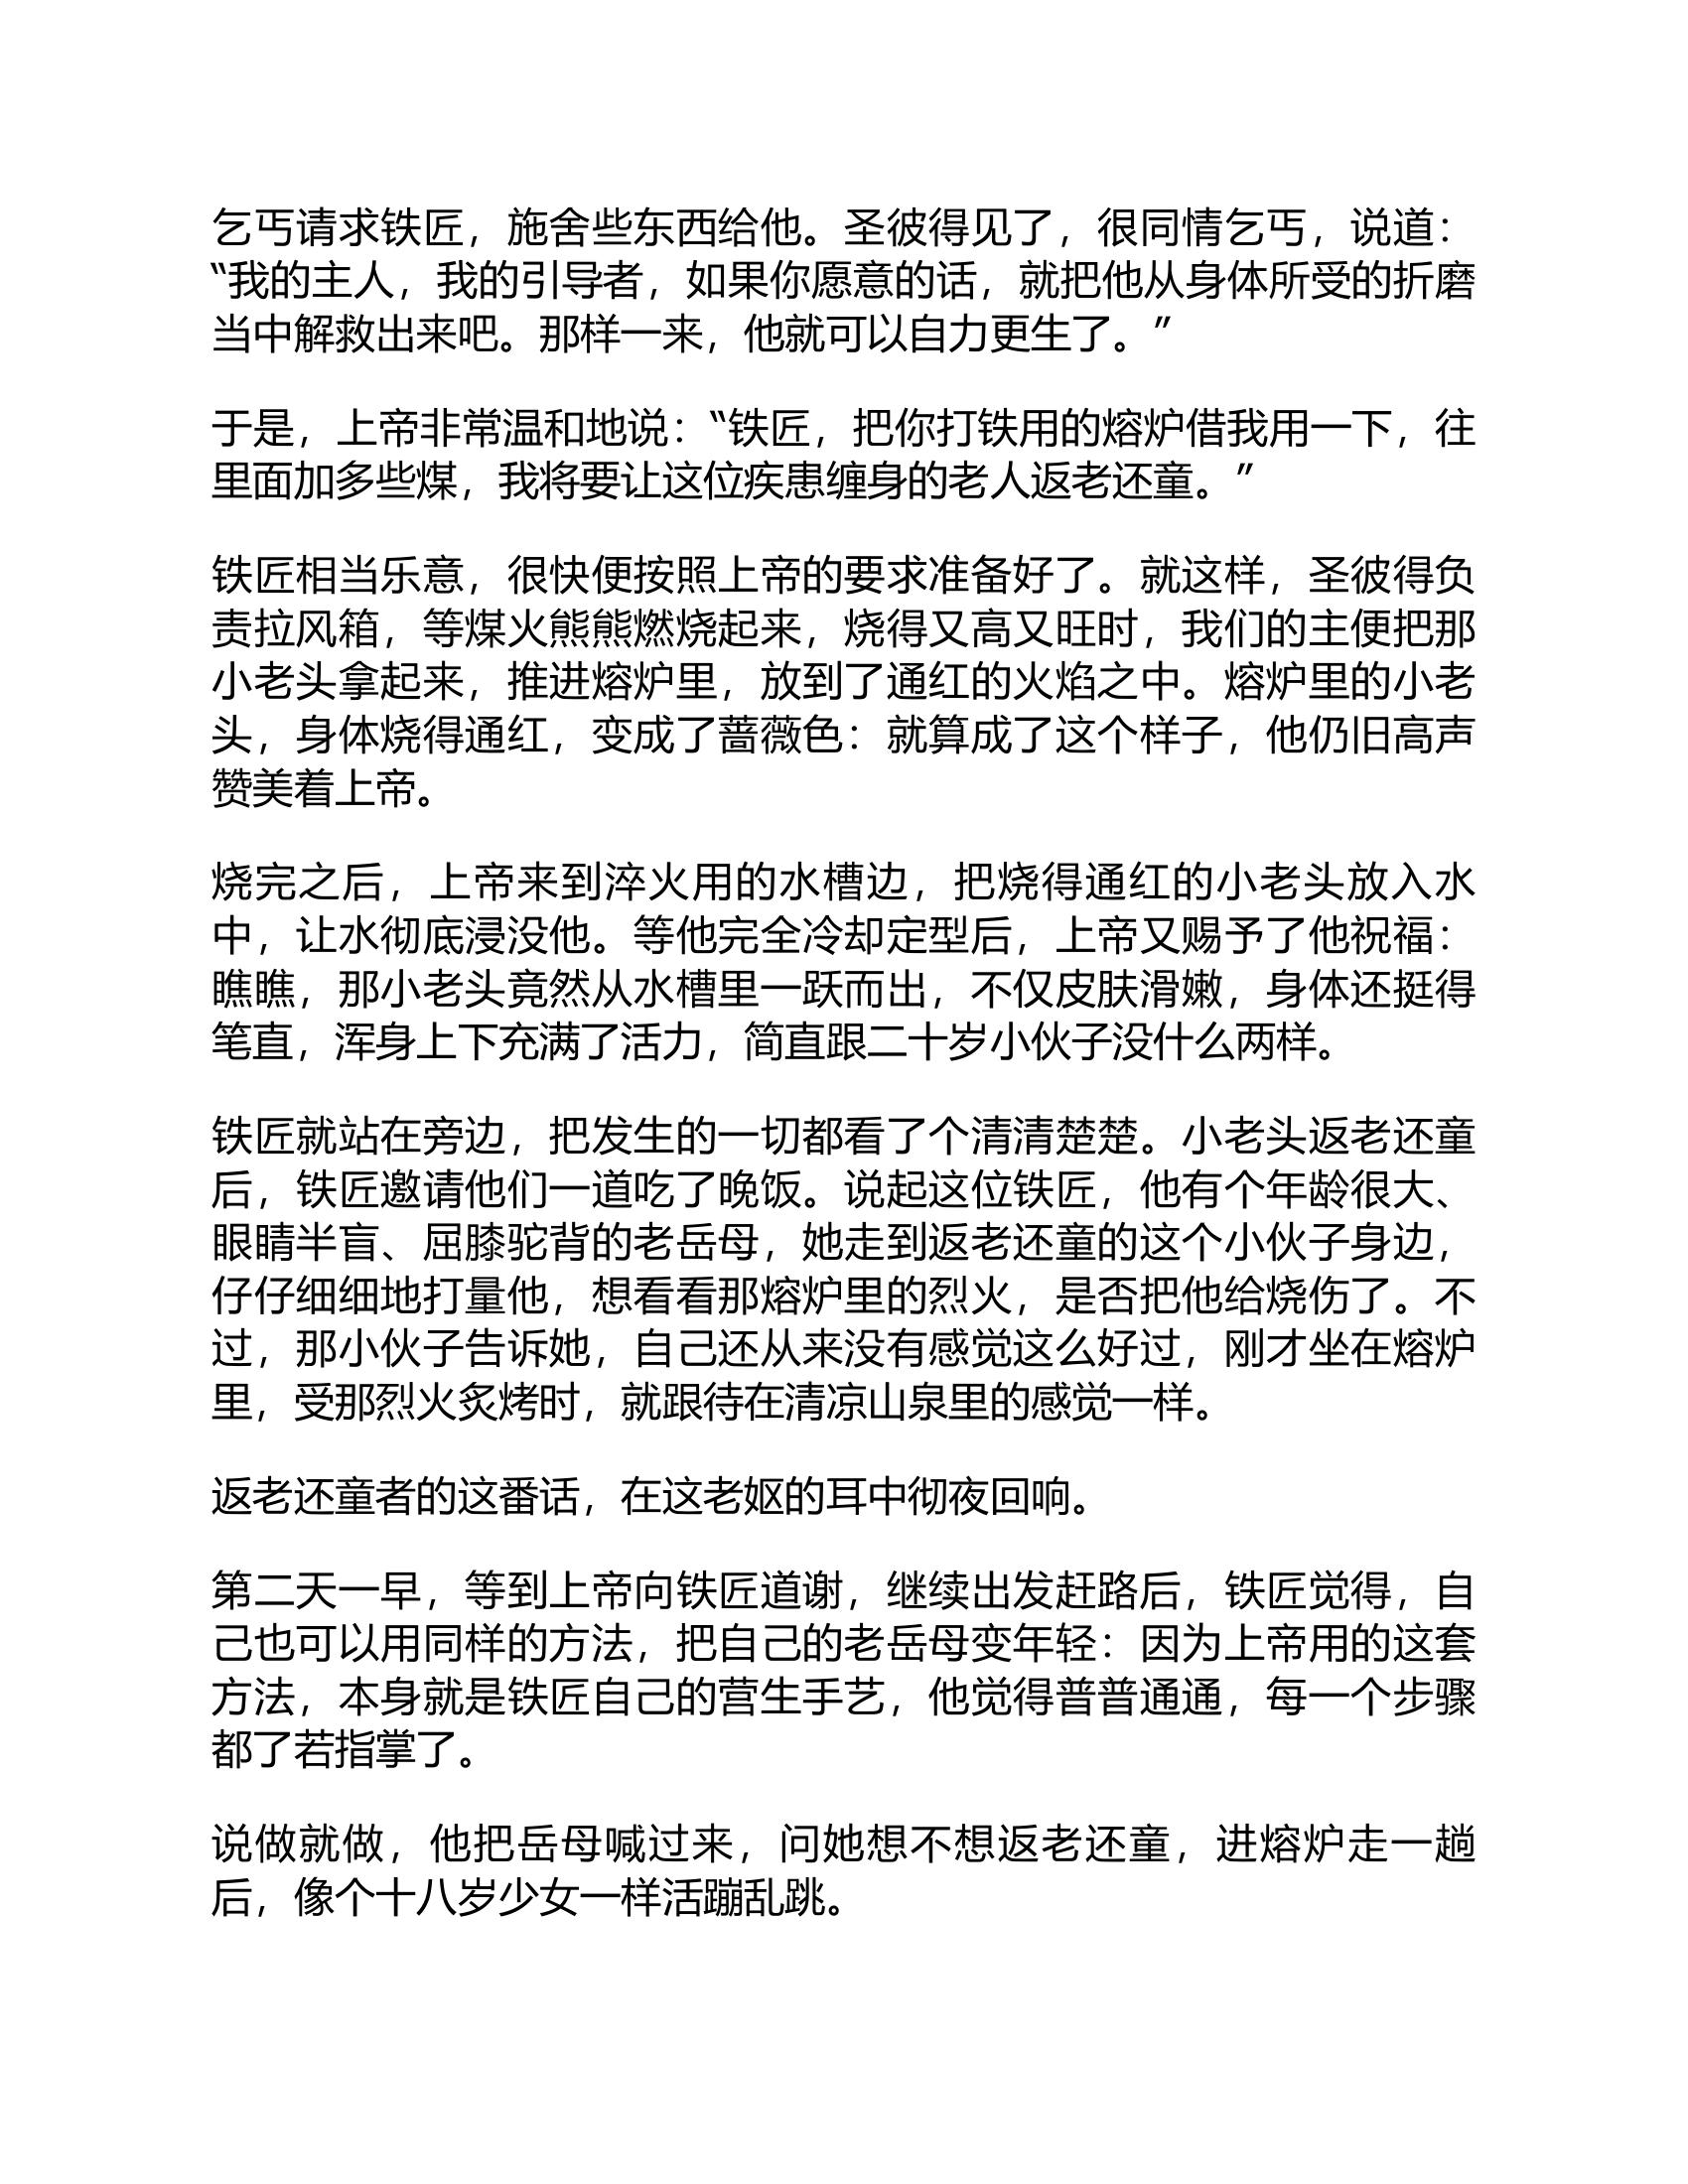 乞丐请求铁匠，施舍些东西给他。圣彼得见了，很同情乞丐，说道：
“我的主人，我的引导者，如果你愿意的话，就把他从身体所受的折磨
当中解救出来吧。那样一来，他就可以自力更生了。”
于是，上帝非常温和地说：“铁匠，把你打铁用的熔炉借我用一下，往
里面加多些煤，我将要让这位疾患缠身的老人返老还童。”
铁匠相当乐意，很快便按照上帝的要求准备好了。就这样，圣彼得负
责拉风箱，等煤火熊熊燃烧起来，烧得又高又旺时，我们的主便把那
小老头拿起来，推进熔炉里，放到了通红的火焰之中。熔炉里的小老
头，身体烧得通红，变成了蔷薇色：就算成了这个样子，他仍旧高声
赞美着上帝。
烧完之后，上帝来到淬火用的水槽边，把烧得通红的小老头放入水
中，让水彻底浸没他。等他完全冷却定型后，上帝又赐予了他祝福：
瞧瞧，那小老头竟然从水槽里一跃而出，不仅皮肤滑嫩，身体还挺得
笔直，浑身上下充满了活力，简直跟二十岁小伙子没什么两样。
铁匠就站在旁边，把发生的一切都看了个清清楚楚。小老头返老还童
后，铁匠邀请他们一道吃了晚饭。说起这位铁匠，他有个年龄很大、
眼睛半盲、屈膝驼背的老岳母，她走到返老还童的这个小伙子身边，
仔仔细细地打量他，想看看那熔炉里的烈火，是否把他给烧伤了。不
过，那小伙子告诉她，自己还从来没有感觉这么好过，刚才坐在熔炉
里，受那烈火炙烤时，就跟待在清凉山泉里的感觉一样。
返老还童者的这番话，在这老妪的耳中彻夜回响。
第二天一早，等到上帝向铁匠道谢，继续出发赶路后，铁匠觉得，自
己也可以用同样的方法，把自己的老岳母变年轻：因为上帝用的这套
方法，本身就是铁匠自己的营生手艺，他觉得普普通通，每一个步骤
都了若指掌了。
说做就做，他把岳母喊过来，问她想不想返老还童，进熔炉走一趟
后，像个十八岁少女一样活蹦乱跳。